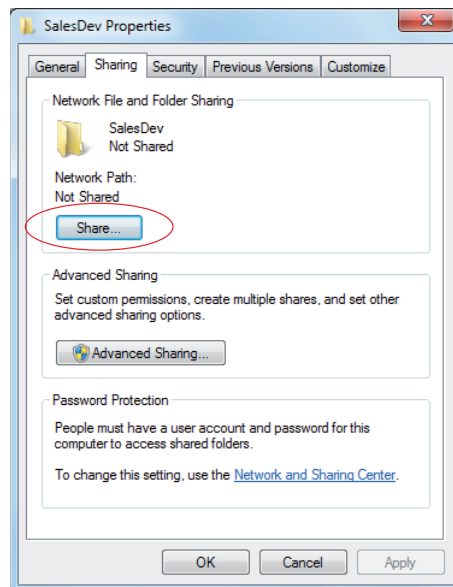 SalesDev Properties
General Sharing Security Previous Versions Customize
Network File and Folder Sharing
SalesDev
Not Shared
Network Path:
Not Shared
Share...
Advanced Sharing
Set custom permissions, create multiple shares, and set other
advanced sharing options.
Advanced Sharing...
Password Protection
People must have a user account and password for this
computer to access shared folders.
To change this setting, use the Network and Sharing Center.
OK Cancel Apply